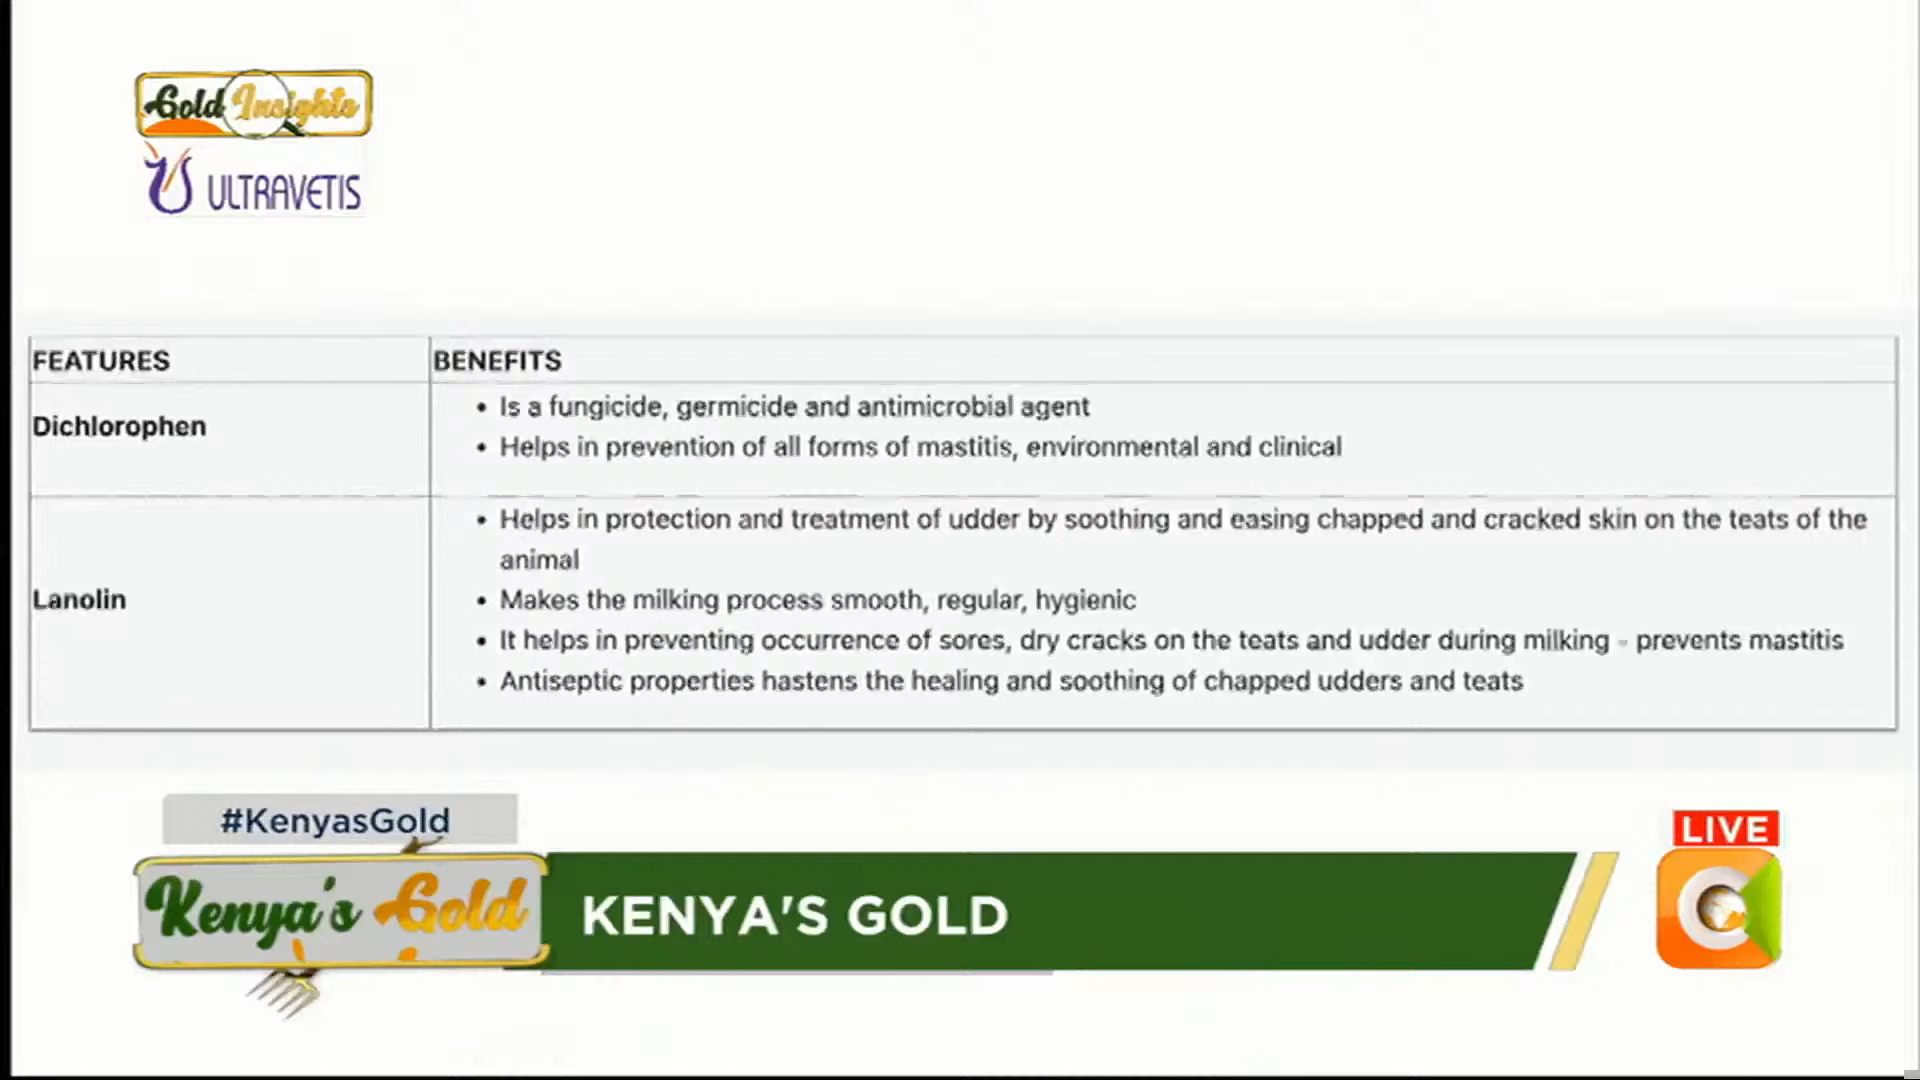 Gold Insights
ULTRAVETIS
FEATURES
BENEFITS
Dichlorophen
• Is a fungicide, germicide and antimicrobial agent
• Helps in prevention of all forms of mastitis, environmental and clinical
Lanolin
• Helps in protection and treatment of udder by soothing and easing chapped and cracked skin on the teats of the
animal
• Makes the milking process smooth, regular, hygienic
• It helps in preventing occurrence of sores, dry cracks on the teats and udder during milking - prevents mastitis
• Antiseptic properties hastens the healing and soothing of chapped udders and teats
#KenyasGold
Kenya's Gold
KENYA'S GOLD
LIVE